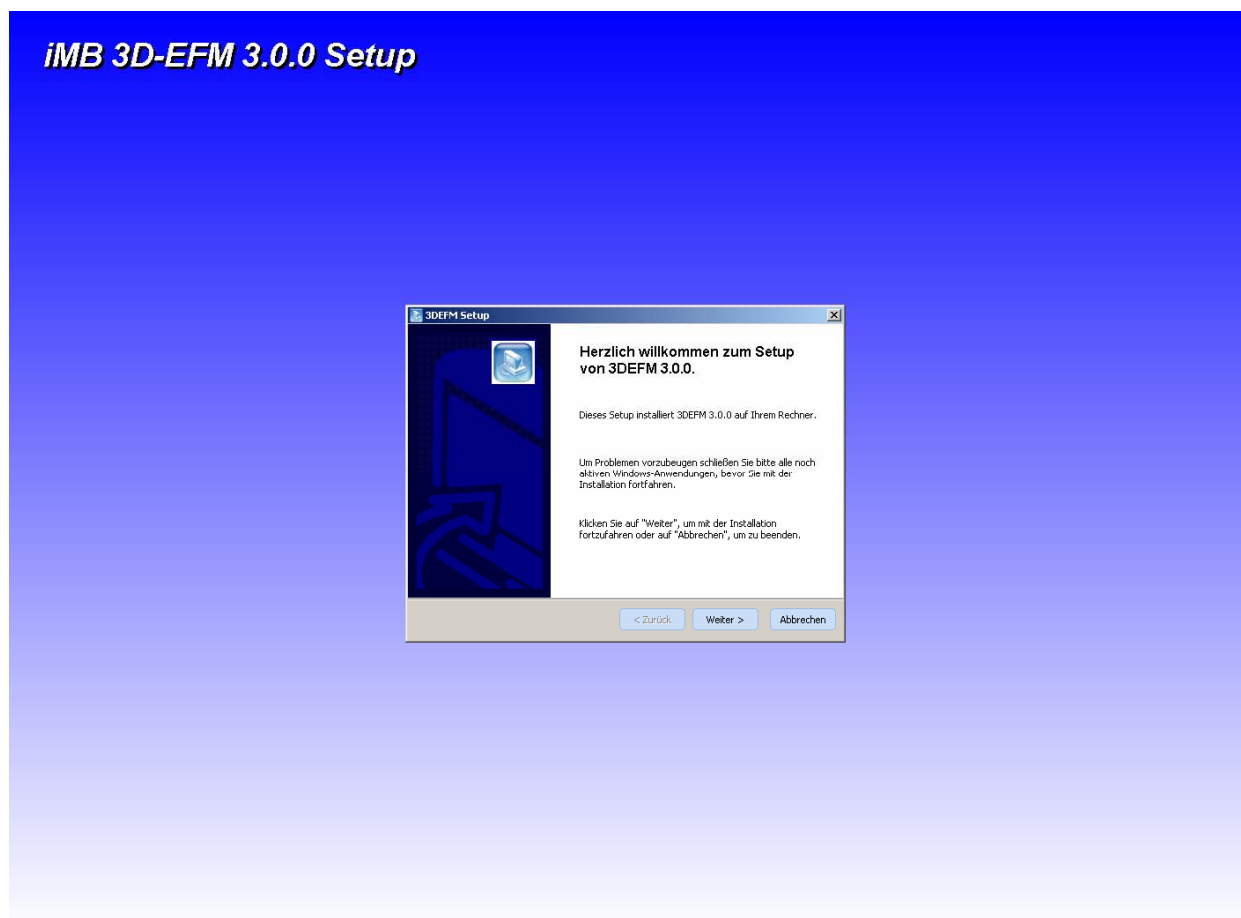 iMB 3D-EFM 3.0.0 Setup
3DEFM Setup
Herzlich willkommen zum Setup
von 3DEFM 3.0.0.
Dieses Setup installiert 3DEFM 3.0.0 auf Ihrem Rechner.
Um Problemen vorzubeugen schließen Sie bitte alle noch
aktiven Windows-Anwendungen, bevor Sie mit der
Installation fortfahren.
Klicken Sie auf "Weiter", um mit der Installation
fortzufahren oder auf "Abbrechen", um zu beenden.
< Zurück Weiter > Abbrechen